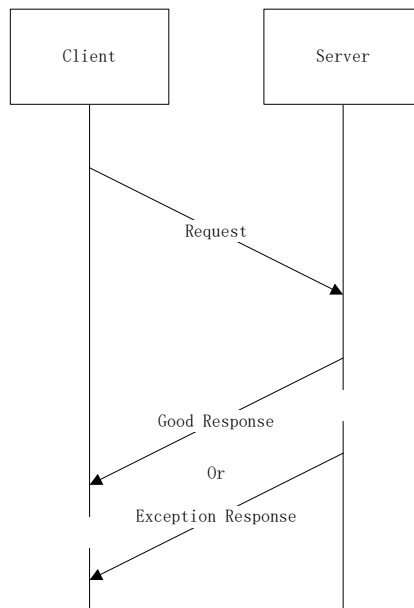 Client
Server
Request
Good Response
Or
Exception Response